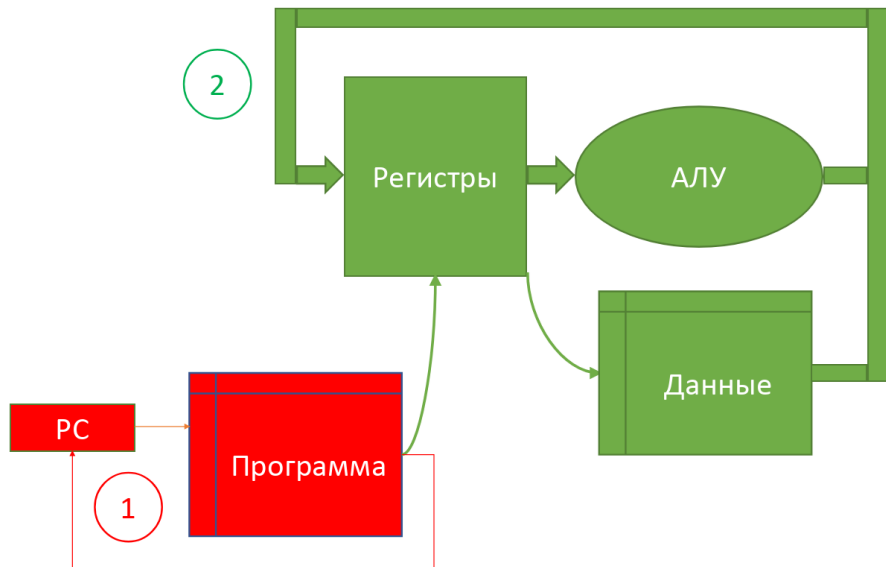 2
Регистры
АЛУ
Данные
PC
Программа
1